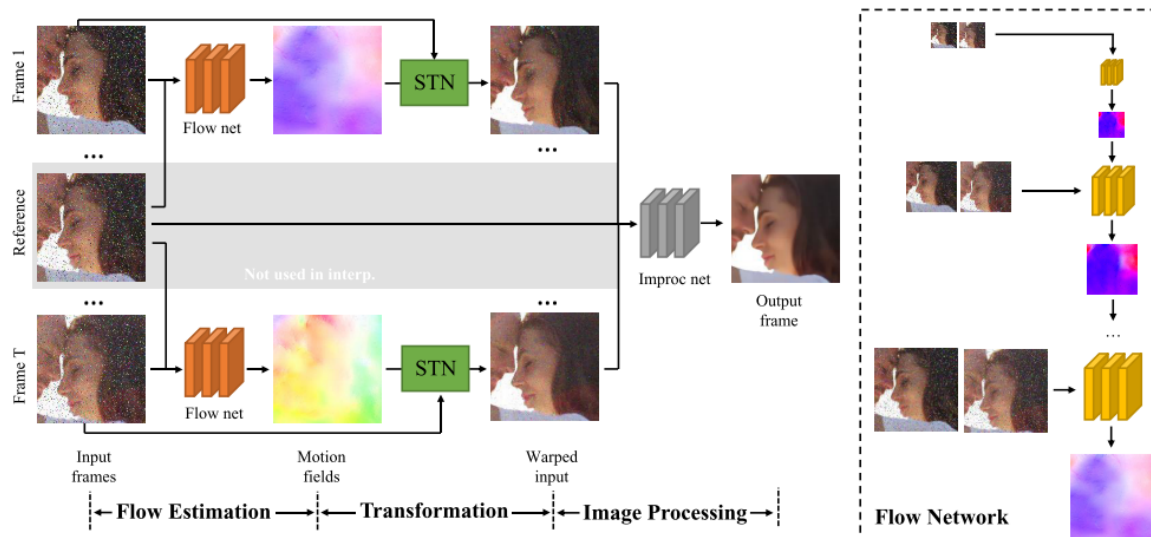 Frame 1
Flow net
STN
...
...
Reference
Not used in interp.
Improc net
Output
frame
...
...
Frame T
Flow net
STN
Input
frames
Motion
fields
Warped
input
Flow Estimation
Transformation
Image Processing
...
Flow Network